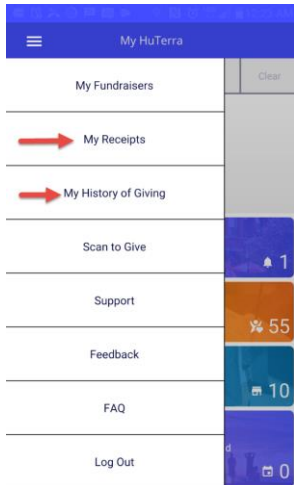 My HuTerra
My Fundraisers
Clear
My Receipts
My History of Giving
Scan to Give
1
Support
55
Feedback
10
FAQ
d
Log Out
0